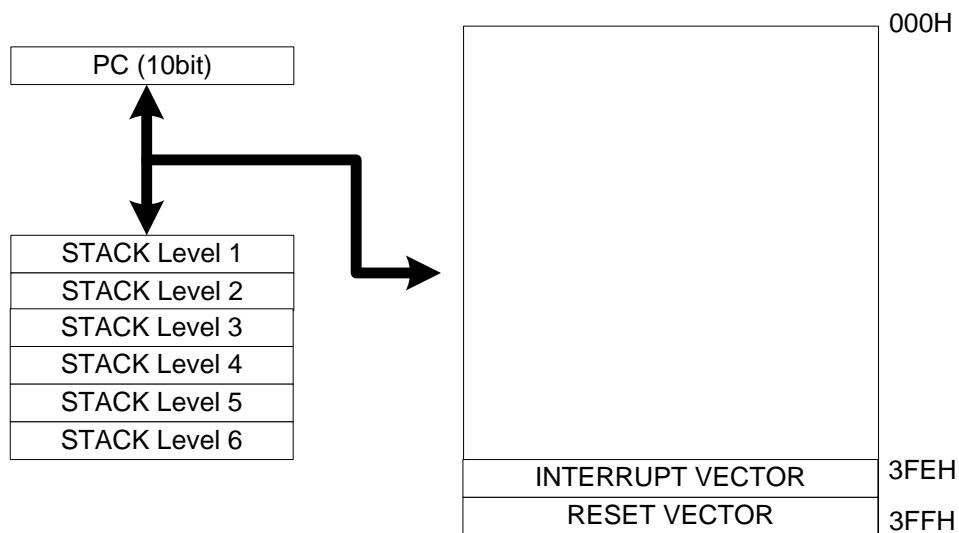 000H
PC (10bit)
STACK Level 1
STACK Level 2
STACK Level 3
STACK Level 4
STACK Level 5
STACK Level 6
INTERRUPT VECTOR
3FEH
RESET VECTOR
3FFH